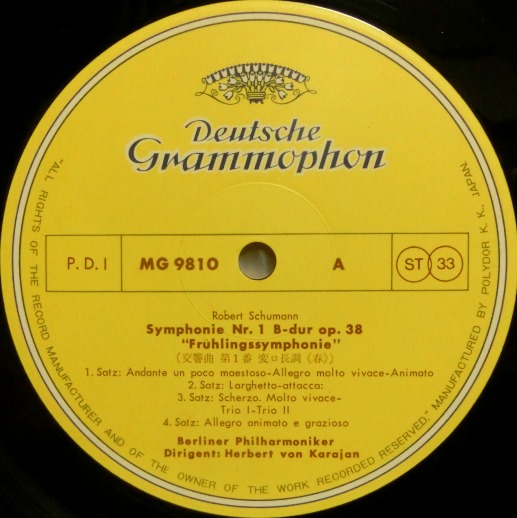 Deutsche
Grammophon
P.D.I MG 9810 A ST 33
Robert Schumann
Symphonie Nr. 1 B-dur op. 38
"Frühlingssymphonie"
(交響曲 第1番 変ロ長調《春》)
1. Satz: Andante un poco maestoso-Allegro molto vivace-Animato
2. Satz: Larghetto-attacca:
3. Satz: Scherzo. Molto vivace-
Trio I-Trio II
4. Satz: Allegro animato e grazioso
Berliner Philharmoniker
Dirigent: Herbert von Karajan
"ALL RIGHTS OF THE RECORD MANUFACTURER AND OF THE OWNER OF THE WORK RECORDED RESERVED." MANUFACTURED BY POLYDOR K. K., JAPAN.